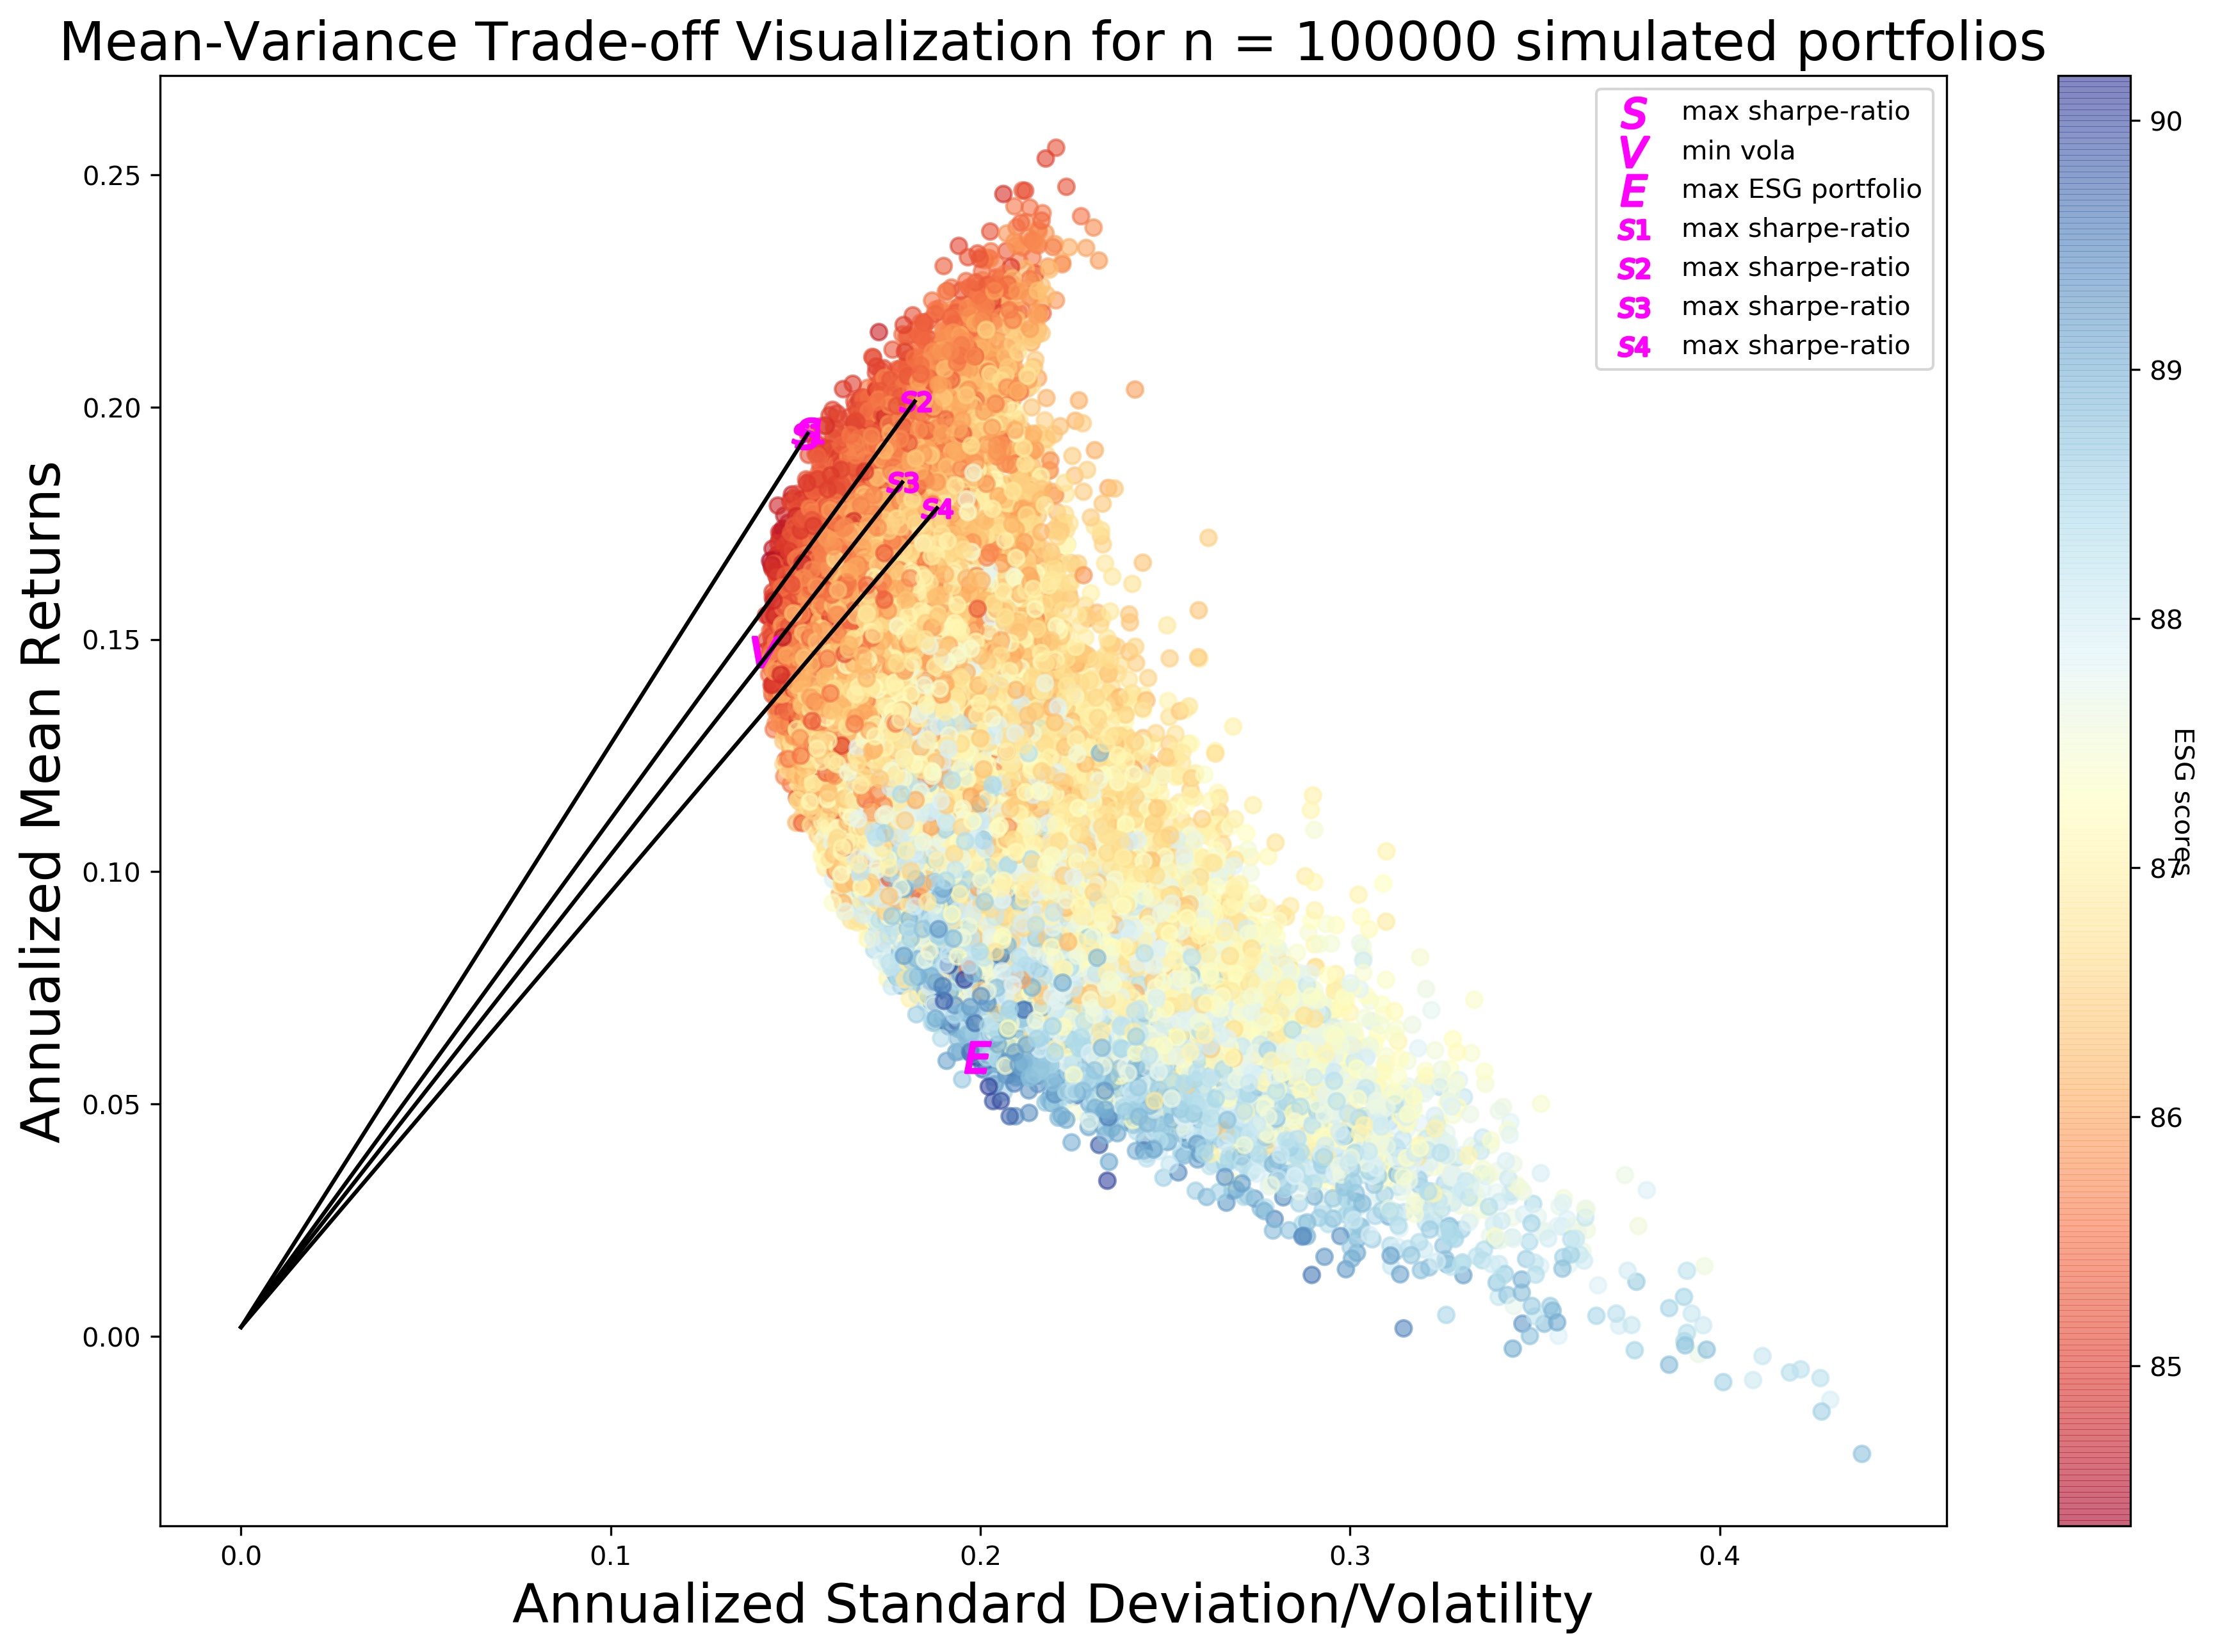 Mean-Variance Trade-off Visualization for n = 100000 simulated portfolios
S max sharpe-ratio
V min vola
E max ESG portfolio
S1 max sharpe-ratio
S2 max sharpe-ratio
S3 max sharpe-ratio
S4 max sharpe-ratio
0.25
0.20
0.15
0.10
0.05
0.00
Annualized Mean Returns
S2
S3
S4
V
E
0.0 0.1 0.2 0.3 0.4
Annualized Standard Deviation/Volatility
90
89
88
87
86
85
ESG scores